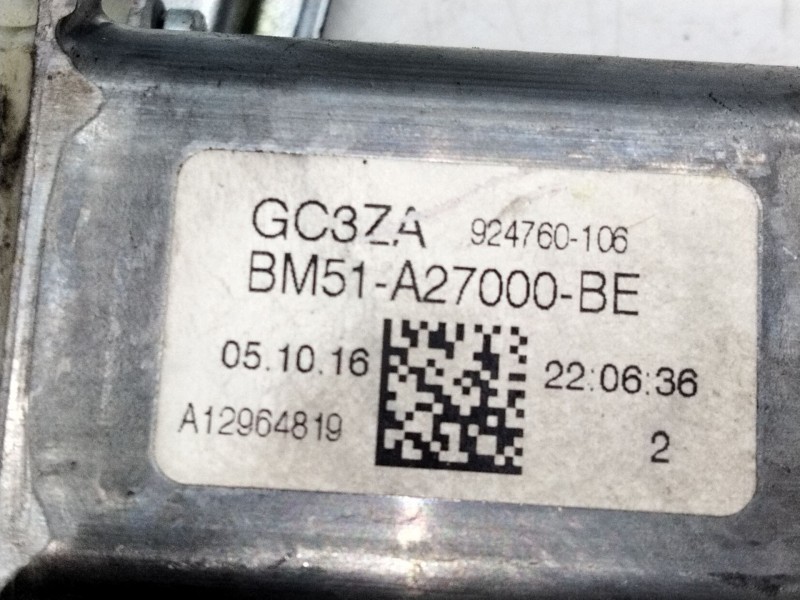 GC3ZA 924760-106
BM51-A27000-BE
05.10.16 22:06:36
A12964819 2